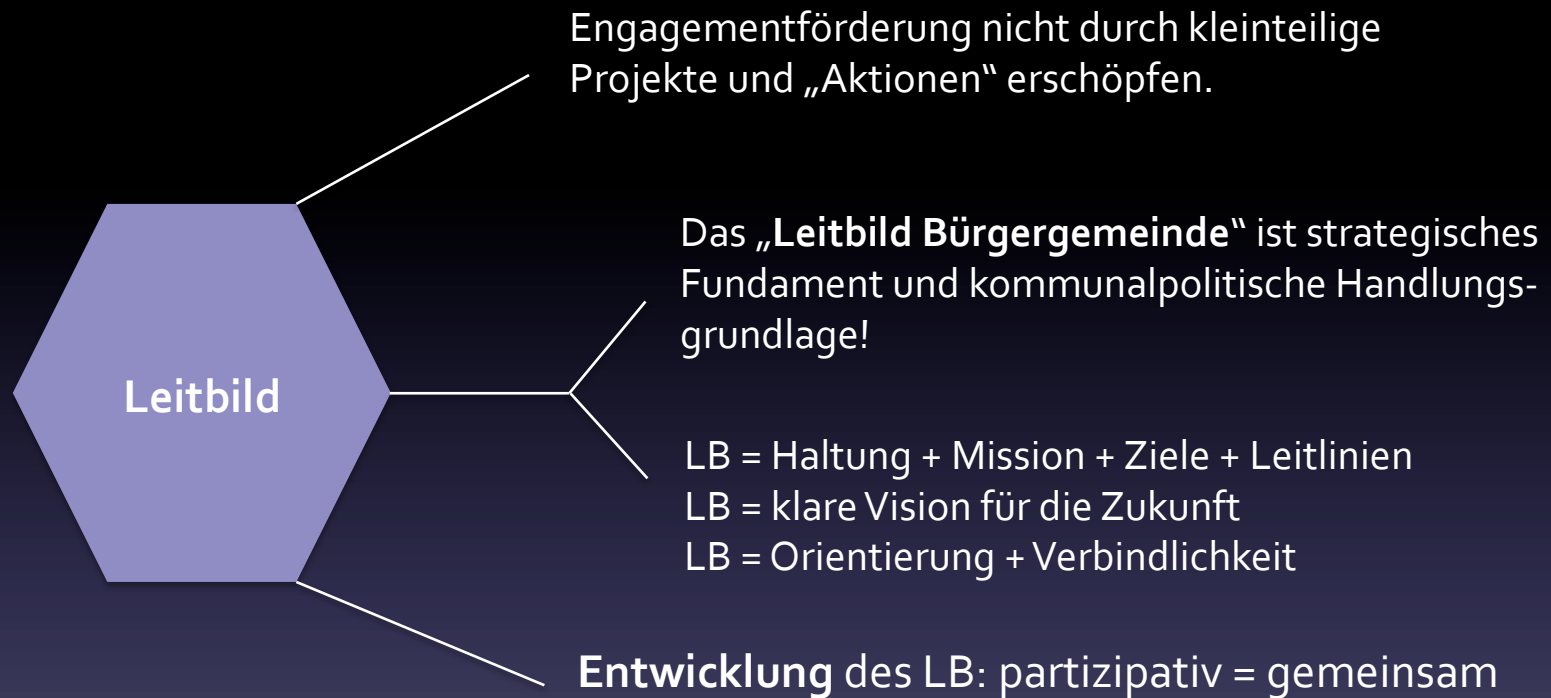 Engagementförderung nicht durch kleinteilige
Projekte und „Aktionen“ erschöpfen.
Das „Leitbild Bürgergemeinde“ ist strategisches
Fundament und kommunalpolitische Handlungs-
grundlage!
Leitbild
LB = Haltung + Mission + Ziele + Leitlinien
LB = klare Vision für die Zukunft
LB = Orientierung + Verbindlichkeit
Entwicklung des LB: partizipativ = gemeinsam